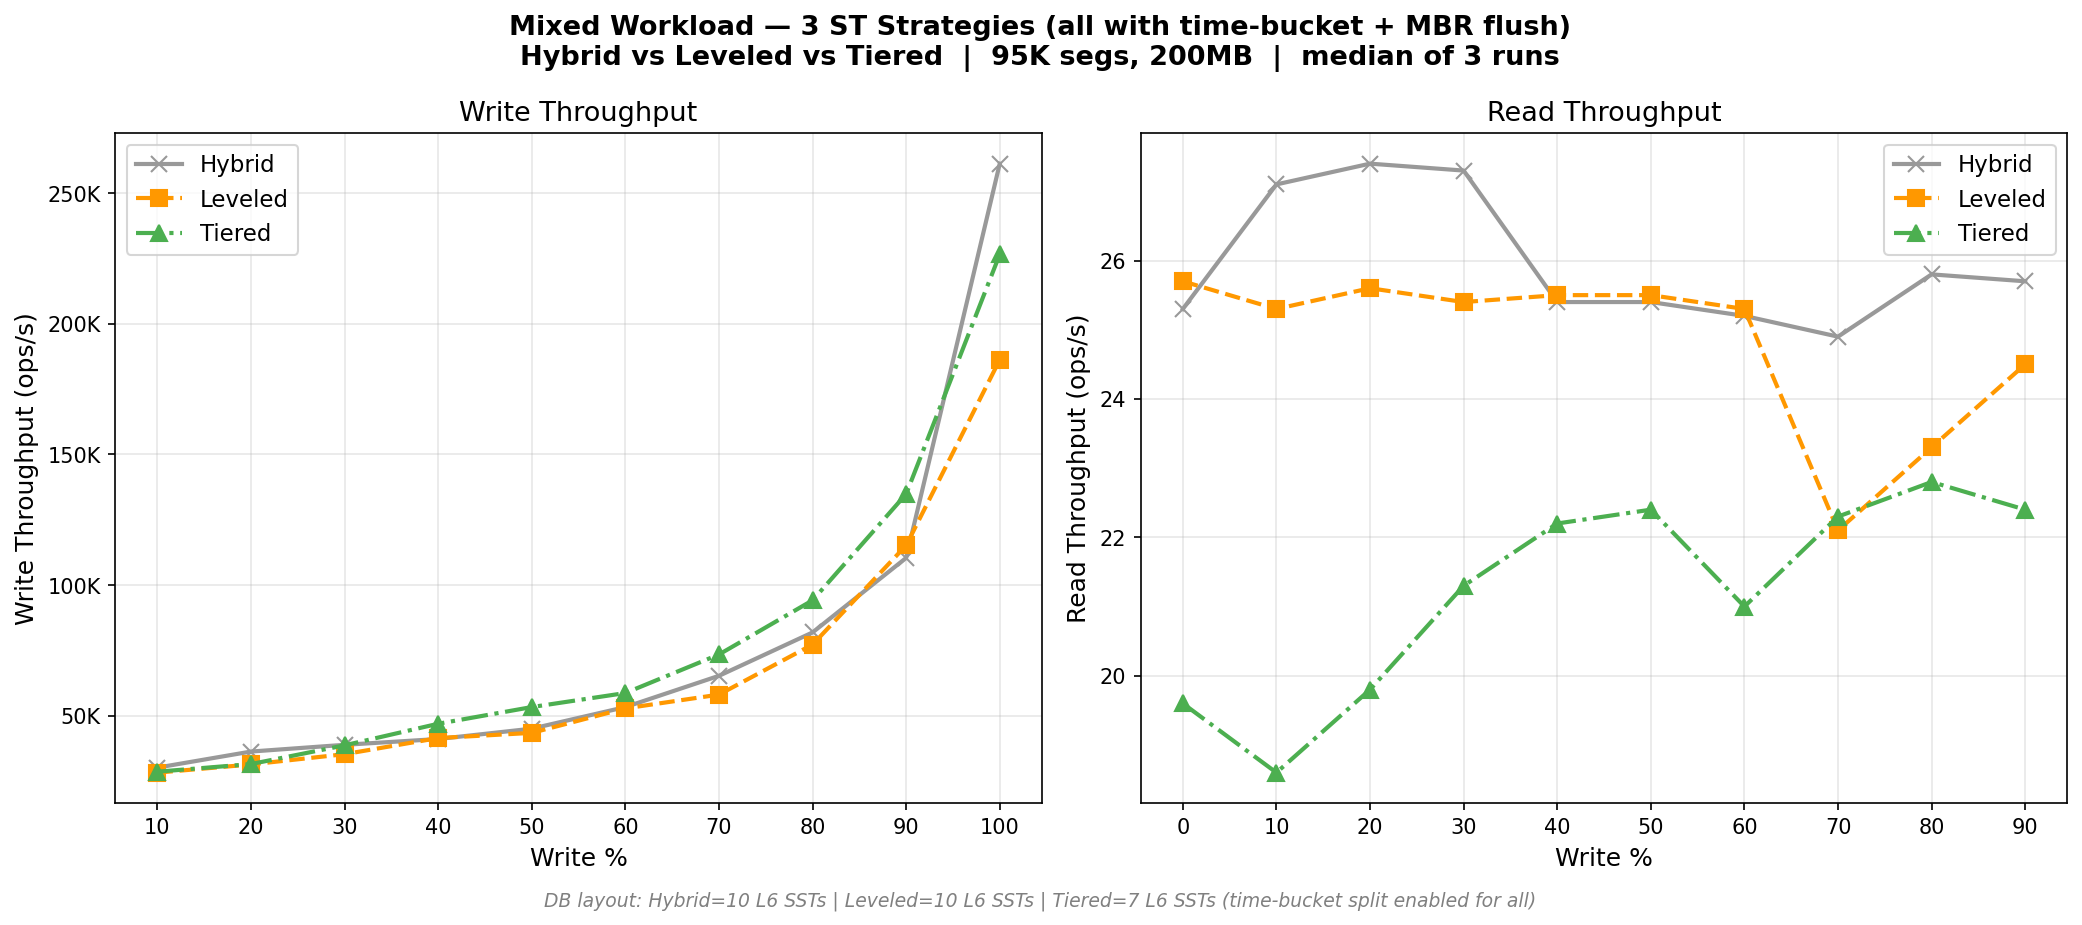 Mixed Workload — 3 ST Strategies (all with time-bucket + MBR flush)
Hybrid vs Leveled vs Tiered | 95K segs, 200MB | median of 3 runs
Write Throughput
Hybrid
Leveled
Tiered
250K
200K
150K
100K
50K
Write Throughput (ops/s)
10 20 30 40 50 60 70 80 90 100
Write %
Read Throughput
Hybrid
Leveled
Tiered
26
24
22
20
Read Throughput (ops/s)
0 10 20 30 40 50 60 70 80 90
Write %
DB layout: Hybrid=10 L6 SSTs | Leveled=10 L6 SSTs | Tiered=7 L6 SSTs (time-bucket split enabled for all)